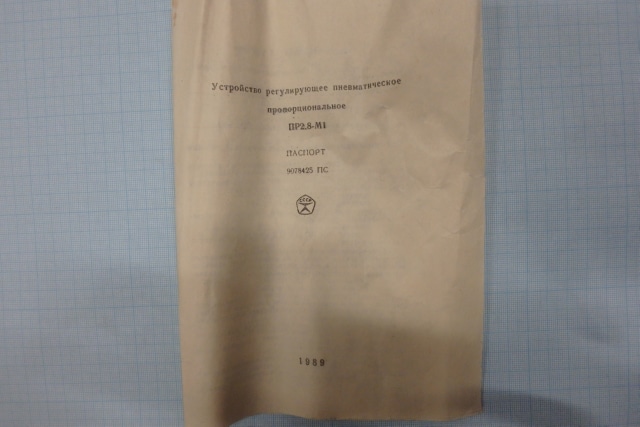 Устройство регулирующее пневматическое
пропорциональное
ПР2.8-М1
ПАСПОРТ
9078425 ПС
СССР
1989